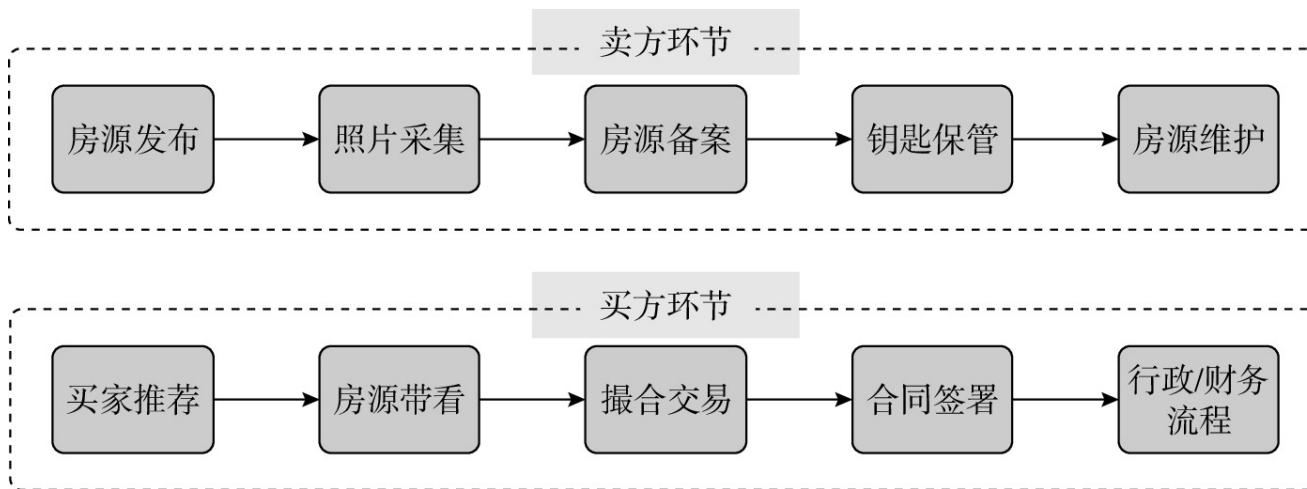 卖方环节
房源发布
照片采集
房源备案
钥匙保管
房源维护
买方环节
买家推荐
房源带看
撮合交易
合同签署
行政/财务
流程